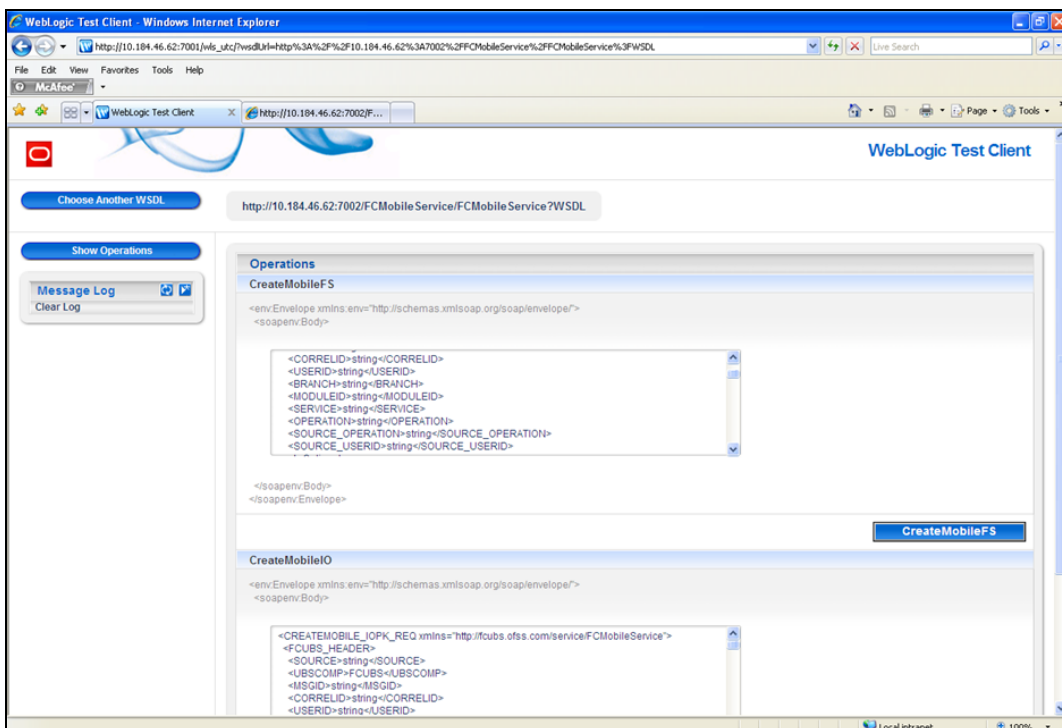 WebLogic Test Client - Windows Internet Explorer
http://10.184.46.62:7001/wls_utc/?wsdlUrl=http%3A%2F%2F10.184.46.62%3A7002%2FFCMobileService%2FFCMobileService%3FWSDL
Live Search
File Edit View Favorites Tools Help
McAfee
WebLogic Test Client
http://10.184.46.62:7002/F...
Page
Tools
WebLogic Test Client
Choose Another WSDL
http://10.184.46.62:7002/FCMobileService/FCMobileService?WSDL
Show Operations
Message Log
Clear Log
Operations
CreateMobileFS
<env:Envelope xmlns:env="http://schemas.xmlsoap.org/soap/envelope/">
<soapenv:Body>
<CORRELID>string</CORRELID>
<USERID>string</USERID>
<BRANCH>string</BRANCH>
<MODULEID>string</MODULEID>
<SERVICE>string</SERVICE>
<OPERATION>string</OPERATION>
<SOURCE_OPERATION>string</SOURCE_OPERATION>
<SOURCE_USERID>string</SOURCE_USERID>
</soapenv:Body>
</soapenv:Envelope>
CreateMobileFS
CreateMobileIO
<env:Envelope xmlns:env="http://schemas.xmlsoap.org/soap/envelope/">
<soapenv:Body>
<CREATEMOBILE_IOPK_REQ xmlns="http://fcubs.ofss.com/service/FCMobileService">
<FCUBS_HEADER>
<SOURCE>string</SOURCE>
<UBSCOMP>FCUBS</UBSCOMP>
<MSGID>string</MSGID>
<CORRELID>string</CORRELID>
<USERID>string</USERID>
Local intranet
100%